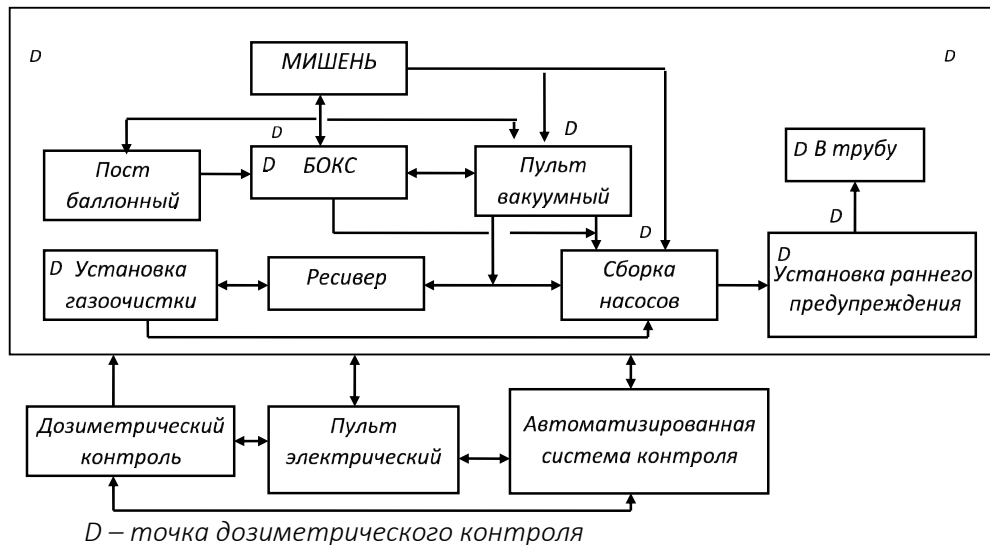 D
D
МИШЕНЬ
D
D
Пост
баллонный
D БОКС
Пульт
вакуумный
D В трубу
D
D
D Установка
газоочистки
Ресивер
Сборка
насосов
D
Установка раннего
предупреждения
Дозиметрический
контроль
Пульт
электрический
Автоматизированная
система контроля
D – точка дозиметрического контроля